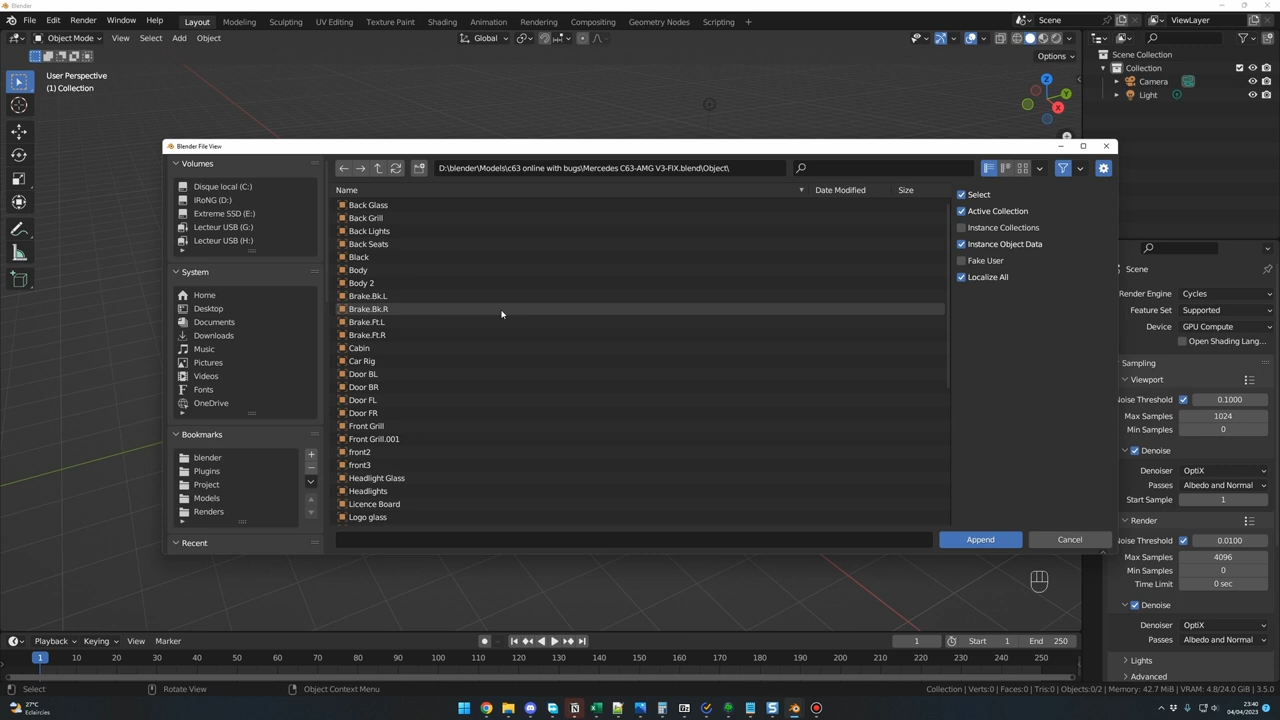 Blender
File Edit Render Window Help Layout Modeling Sculpting UV Editing Texture Paint Shading Animation Rendering Compositing Geometry Nodes Scripting + Scene ViewLayer
Object Mode View Select Add Object Global
Options
User Perspective
(1) Collection
Z
Y
X
Scene Collection
Collection
Camera
Light
Blender File View
Volumes
Disque local (C:)
IRoNG (D:)
Extreme SSD (E:)
Lecteur USB (G:)
Lecteur USB (H:)
System
Home
Desktop
Documents
Downloads
Music
Pictures
Videos
Fonts
OneDrive
Bookmarks
blender
Plugins
Project
Models
Renders
Recent
D:\blender\Models\c63 online with bugs\Mercedes C63-AMG V3-FIX.blend\Object\
Name Date Modified Size
Back Glass
Back Grill
Back Lights
Back Seats
Black
Body
Body 2
Brake.Bk.L
Brake.Bk.R
Brake.Ft.L
Brake.Ft.R
Cabin
Car Rig
Door BL
Door BR
Door FL
Door FR
Front Grill
Front Grill.001
front2
front3
Headlight Glass
Headlights
Licence Board
Logo glass
Select
Active Collection
Instance Collections
Instance Object Data
Fake User
Localize All
Append Cancel
Scene
Render Engine Cycles
Feature Set Supported
Device GPU Compute
Open Shading Lang...
Sampling
Viewport
Noise Threshold 0.1000
Max Samples 1024
Min Samples 0
Denoise
Denoiser OptiX
Passes Albedo and Normal
Start Sample 1
Render
Noise Threshold 0.0100
Max Samples 4096
Min Samples 0
Time Limit 0 sec
Denoise
Denoiser OptiX
Passes Albedo and Normal
Lights
Advanced
Playback Keying View Marker 1 Start 1 End 250
1 10 20 30 40 50 60 70 80 90 100 110 120 130 140 150 160 170 180 190 200 210 220 230 240 250
Select Rotate View Object Context Menu Collection | Verts:0 | Faces:0 | Tris:0 | Objects:0/2 | Memory: 42.7 MiB | VRAM: 4.8/24.0 GiB | 3.5.0
27°C
Eclaircies
23:40
04/04/2023